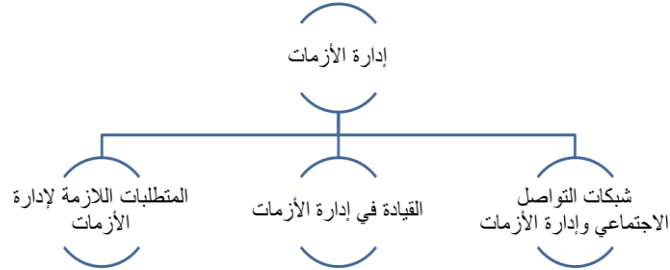 إدارة الأزمات
شبكات التواصل
الاجتماعي وإدارة الأزمات
القيادة في إدارة الأزمات
المتطلبات اللازمة لإدارة
الأزمات